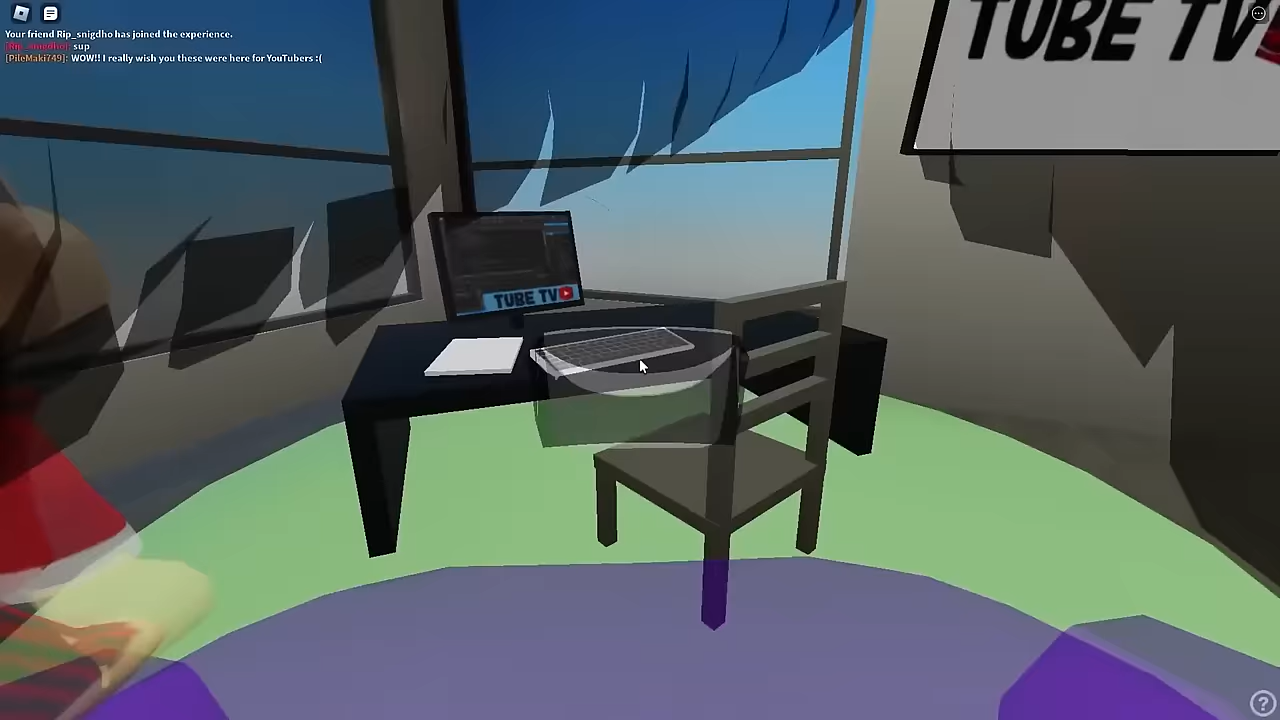 Your friend Rip_snigdho has joined the experience.
[Rip_snigdho]: sup
[PileMaki749]: WOW!! I really wish you these were here for YouTubers :(
TUBE TV
TUBE TV
?